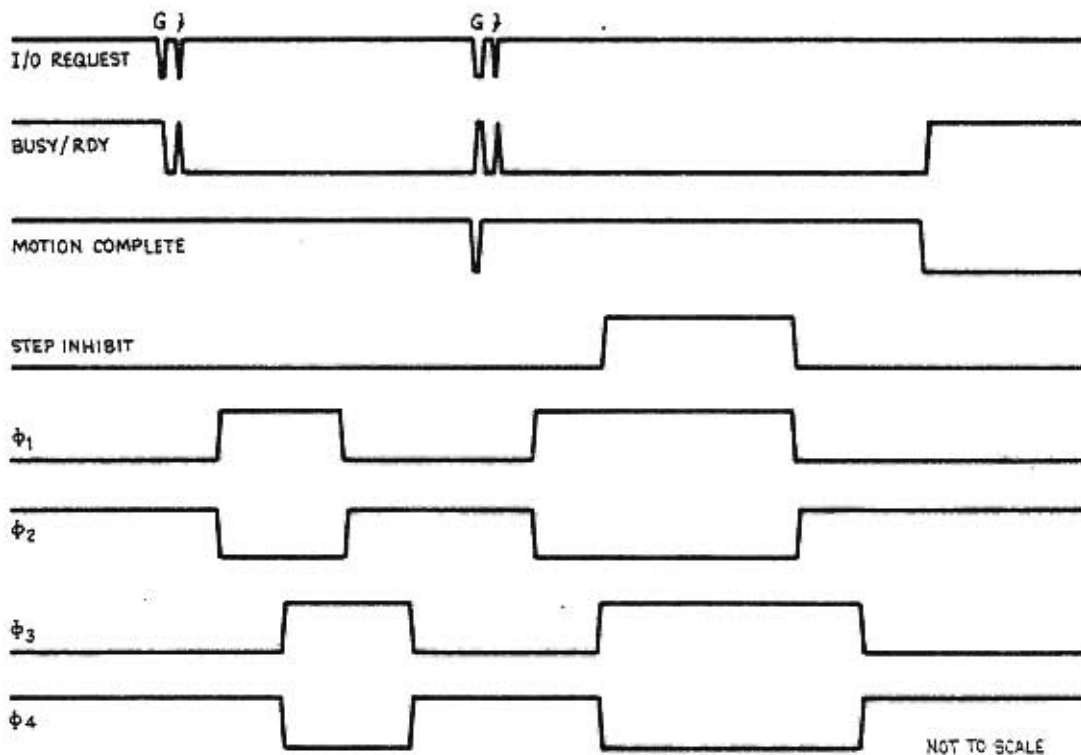 G }
G }
I/O REQUEST
BUSY/RDY
MOTION COMPLETE
STEP INHIBIT
Φ1
Φ2
Φ3
Φ4
NOT TO SCALE